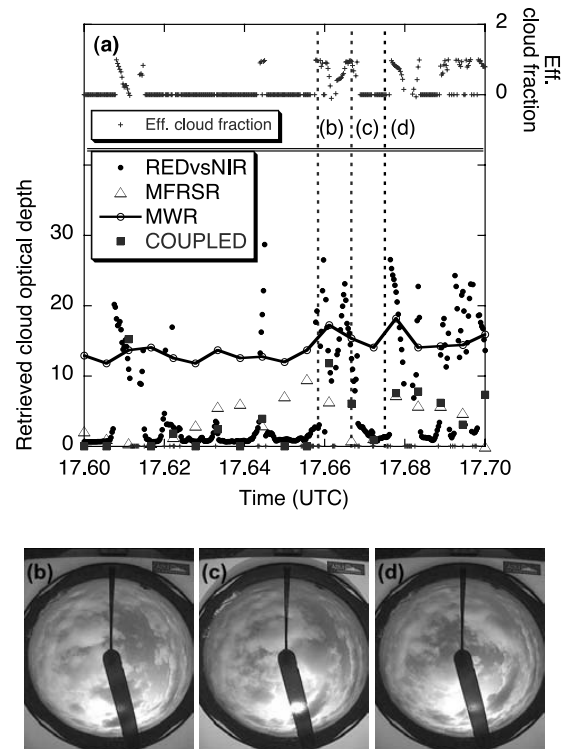 (a)
2
0
Eff.
cloud fraction
Eff. cloud fraction
(b)
(c)
(d)
REDvsNIR
MFRSR
MWR
COUPLED
Retrieved cloud optical depth
30
20
10
0
17.60
17.62
17.64
17.66
17.68
17.70
Time (UTC)
(b)
(c)
(d)